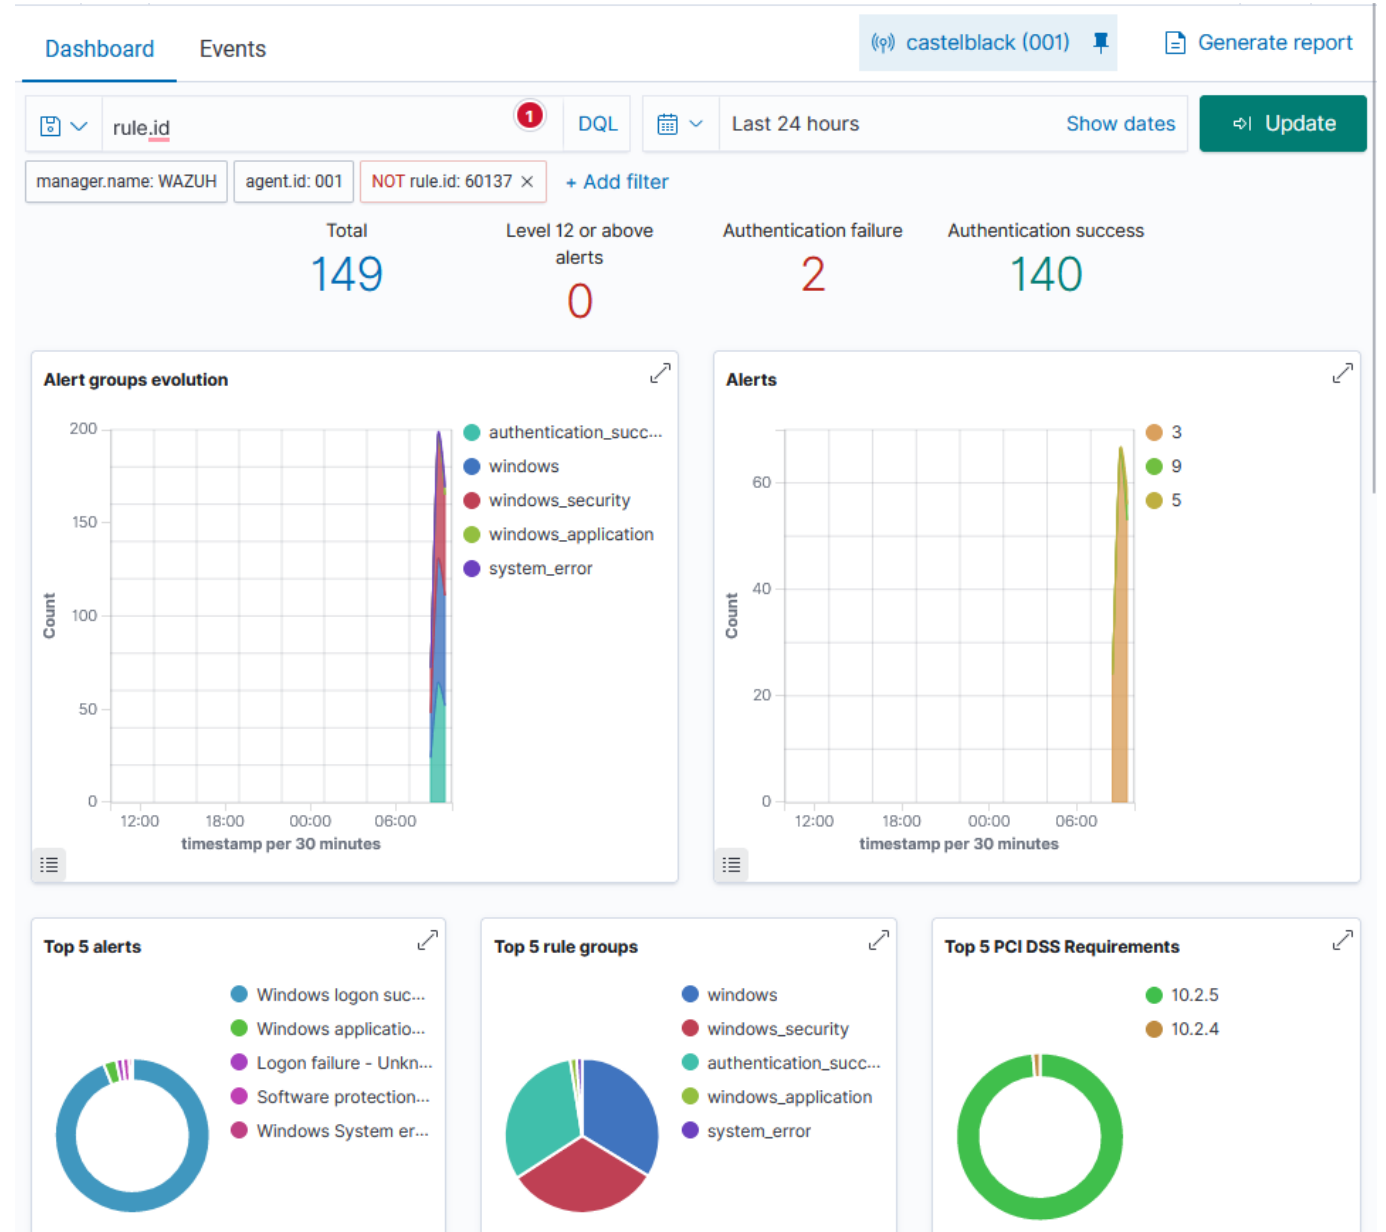 Dashboard Events castelblack (001) Generate report
rule.id 1 DQL Last 24 hours Show dates Update
manager.name: WAZUH agent.id: 001 NOT rule.id: 60137 × + Add filter
Total Level 12 or above Authentication failure Authentication success
alerts
149 0 2 140
Alert groups evolution
200
150
100
50
0
Count
12:00 18:00 00:00 06:00
timestamp per 30 minutes
authentication_succ...
windows
windows_security
windows_application
system_error
Alerts
60
40
20
0
Count
12:00 18:00 00:00 06:00
timestamp per 30 minutes
3
9
5
Top 5 alerts
Windows logon suc...
Windows applicatio...
Logon failure - Unkn...
Software protection...
Windows System er...
Top 5 rule groups
windows
windows_security
authentication_succ...
windows_application
system_error
Top 5 PCI DSS Requirements
10.2.5
10.2.4